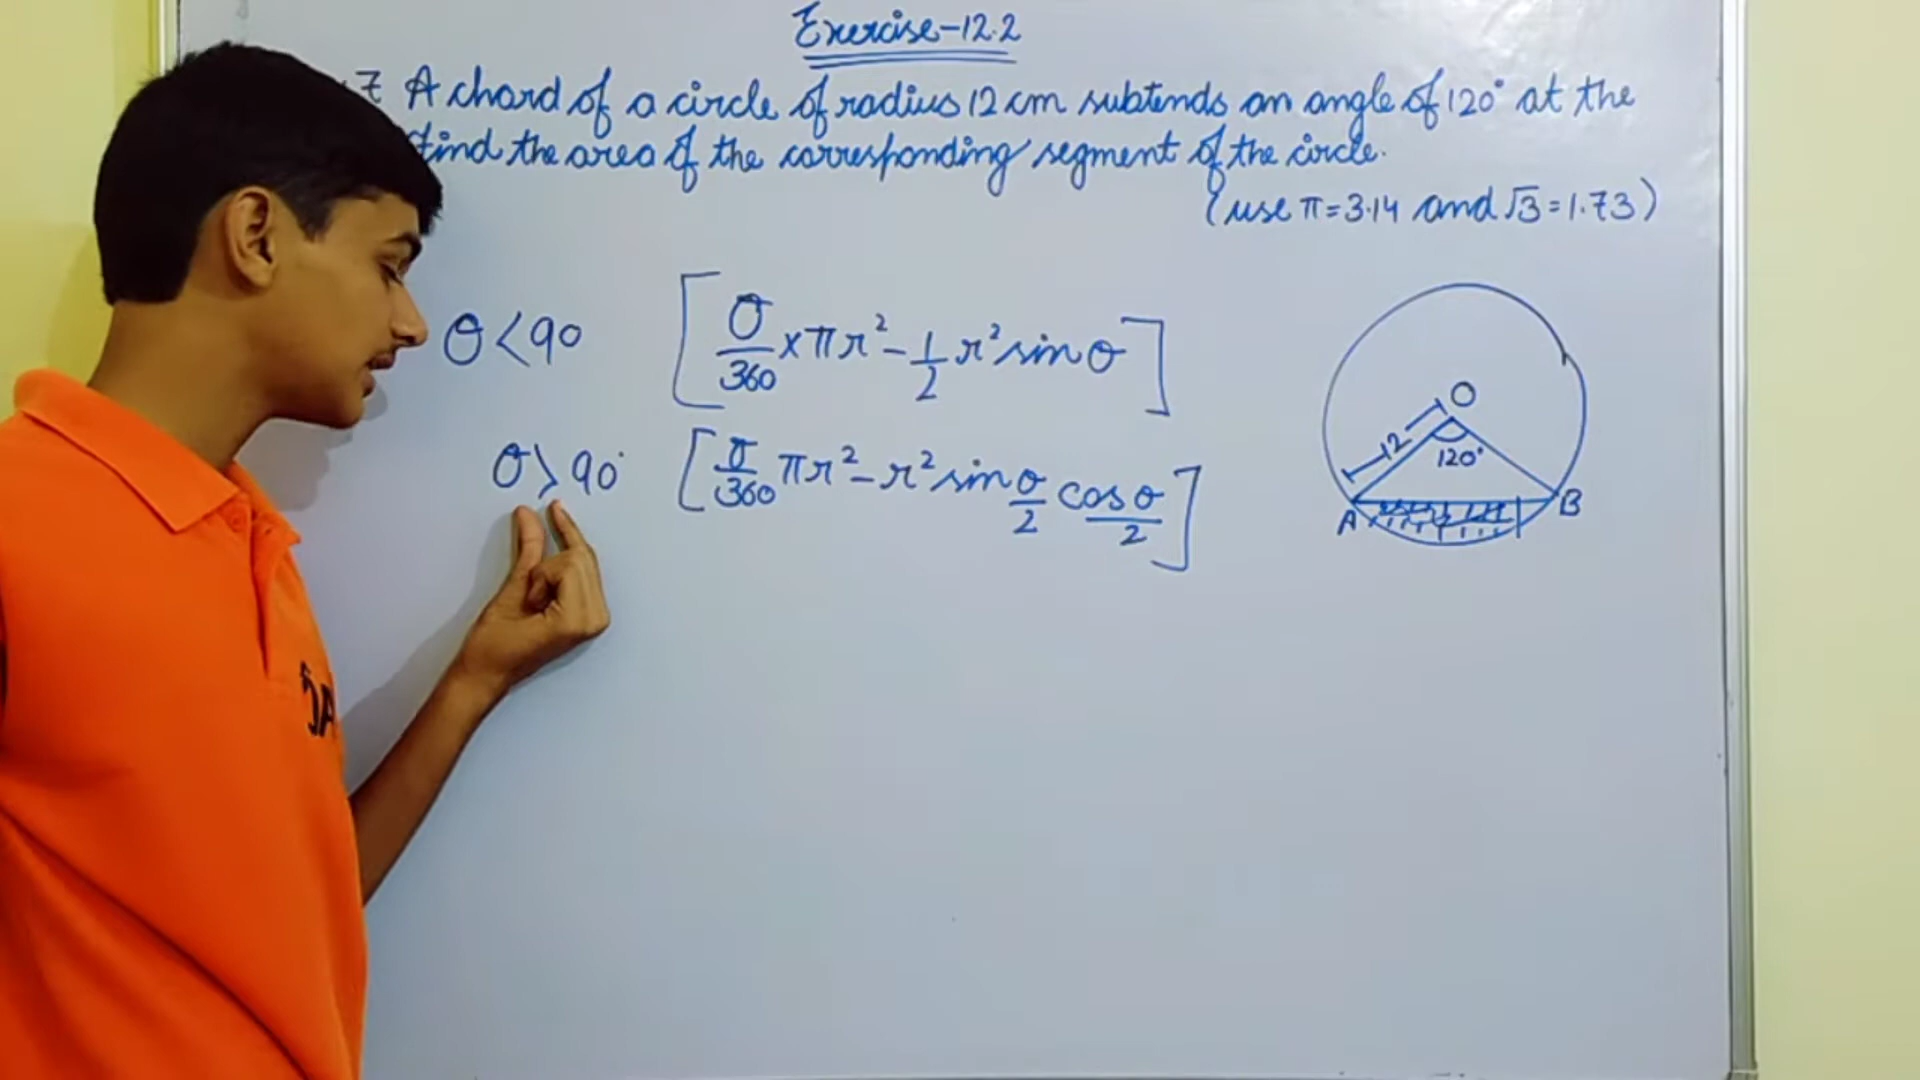 Exercise-12.2
7 A chord of a circle of radius 12 cm subtends an angle of 120° at the
find the area of the corresponding segment of the circle.
(use π=3.14 and √3=1.73)
θ<90 [θ/360 × πr² - 1/2 r² sin θ]
θ>90° [θ/360 πr² - r² sin θ/2 cos θ/2]
O
12
120°
A
B